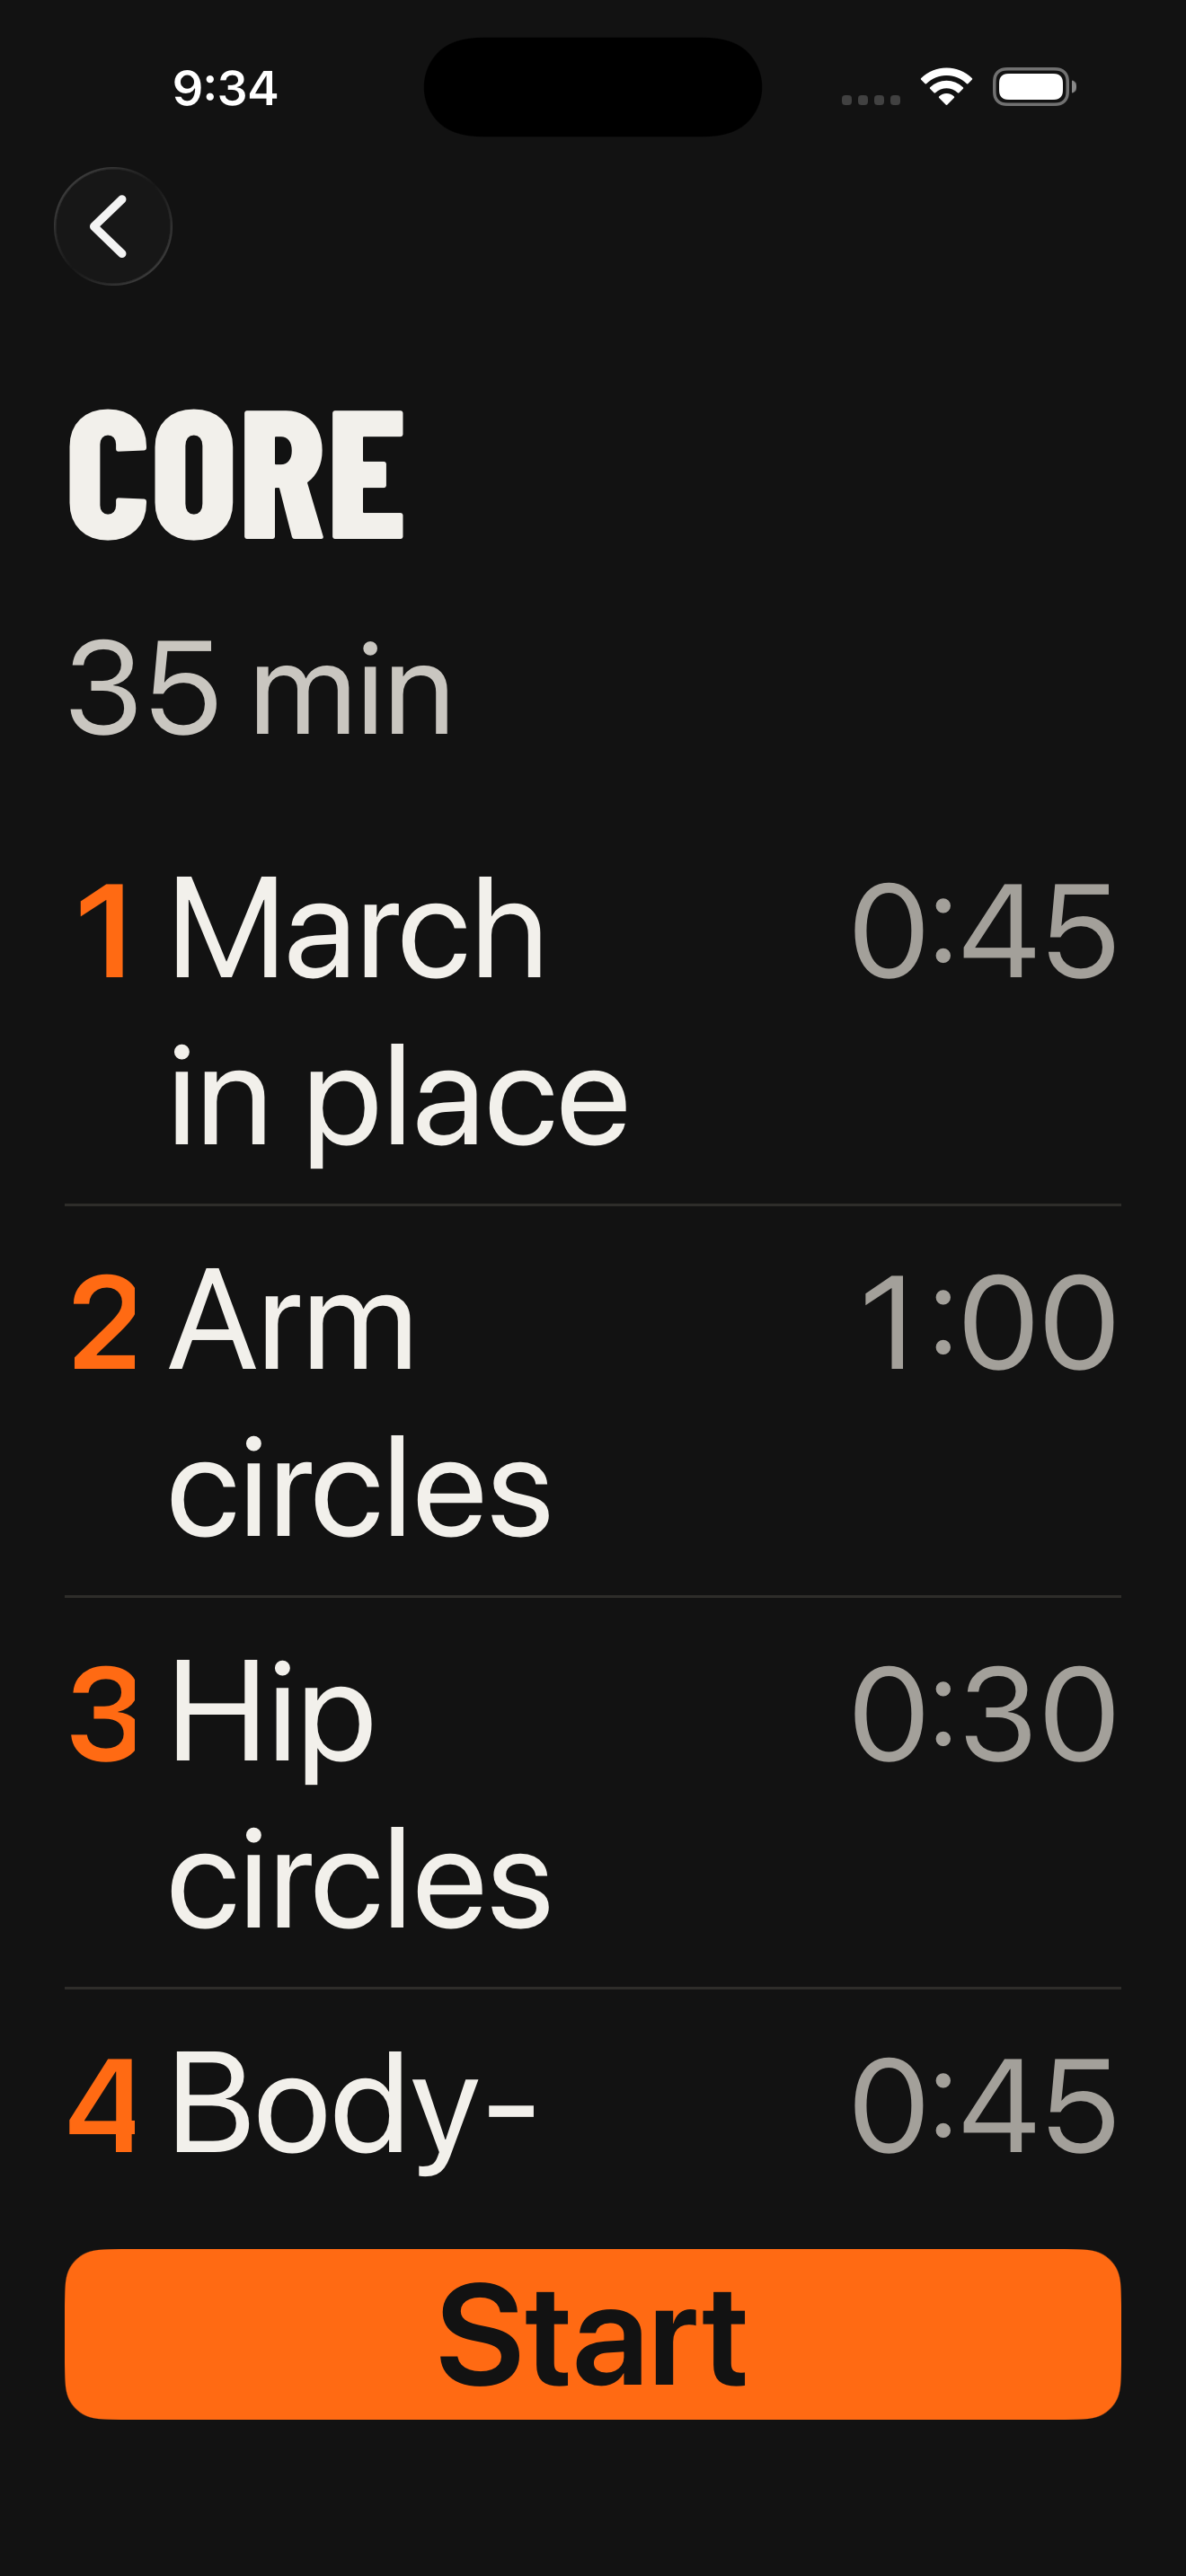 9:34
CORE
35 min
1 March 0:45
in place
2 Arm 1:00
circles
3 Hip 0:30
circles
4 Body- 0:45
Start